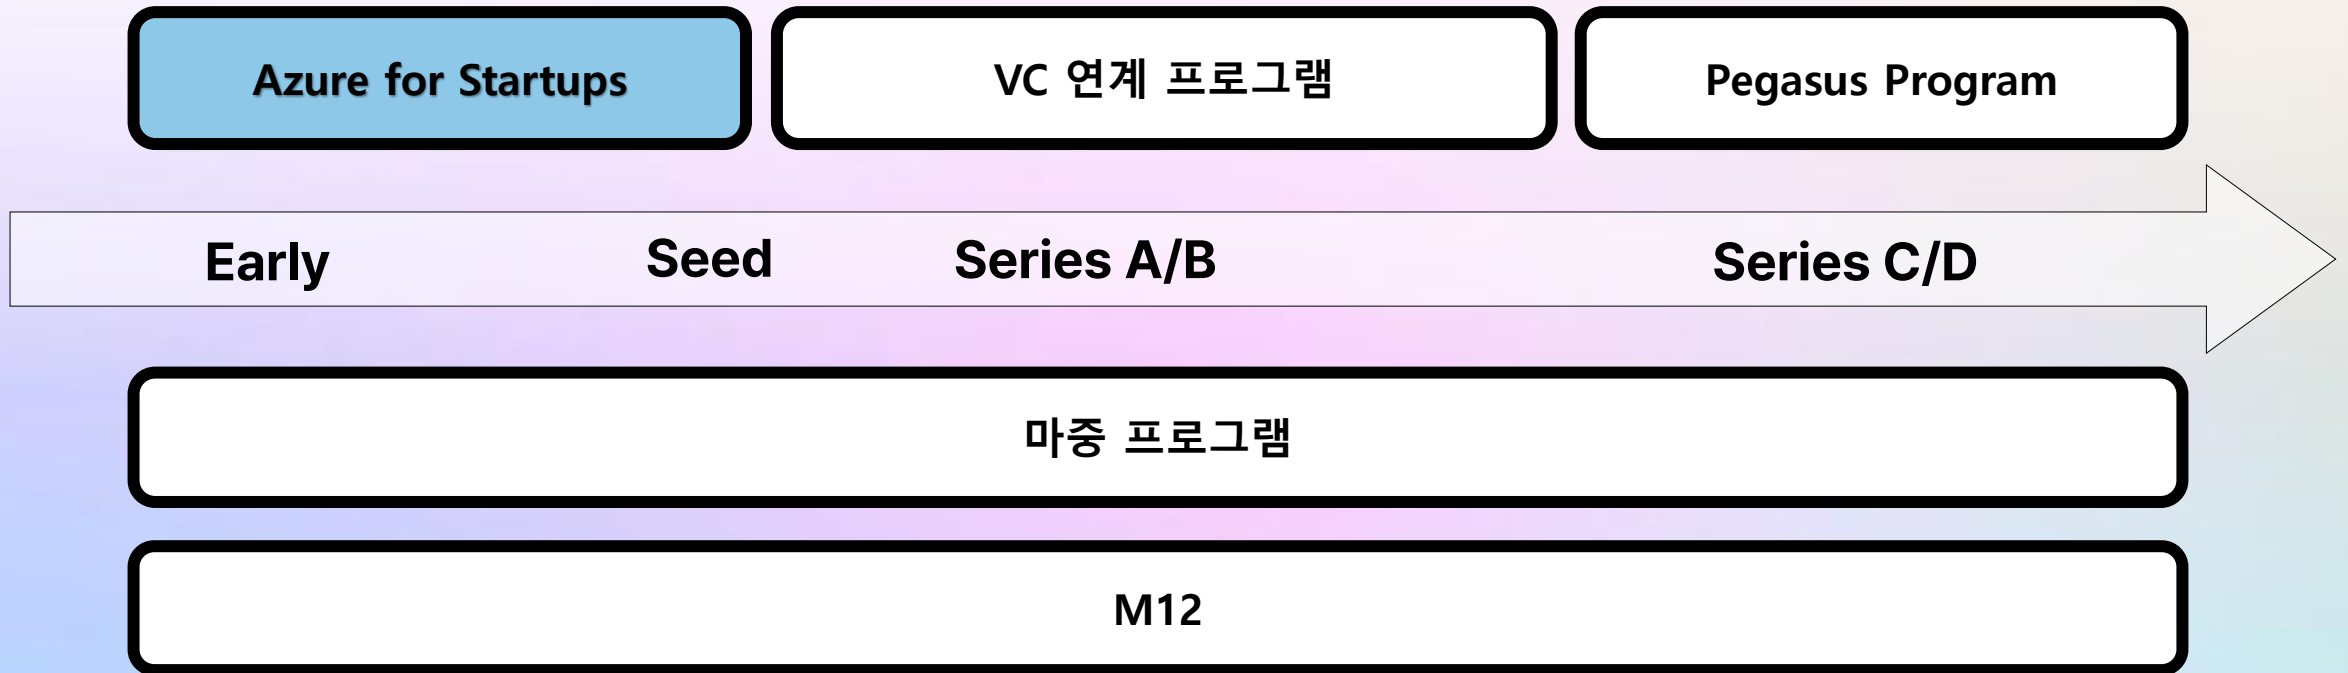 Azure for Startups
VC 연계 프로그램
Pegasus Program
Early
Seed
Series A/B
Series C/D
마중 프로그램
M12